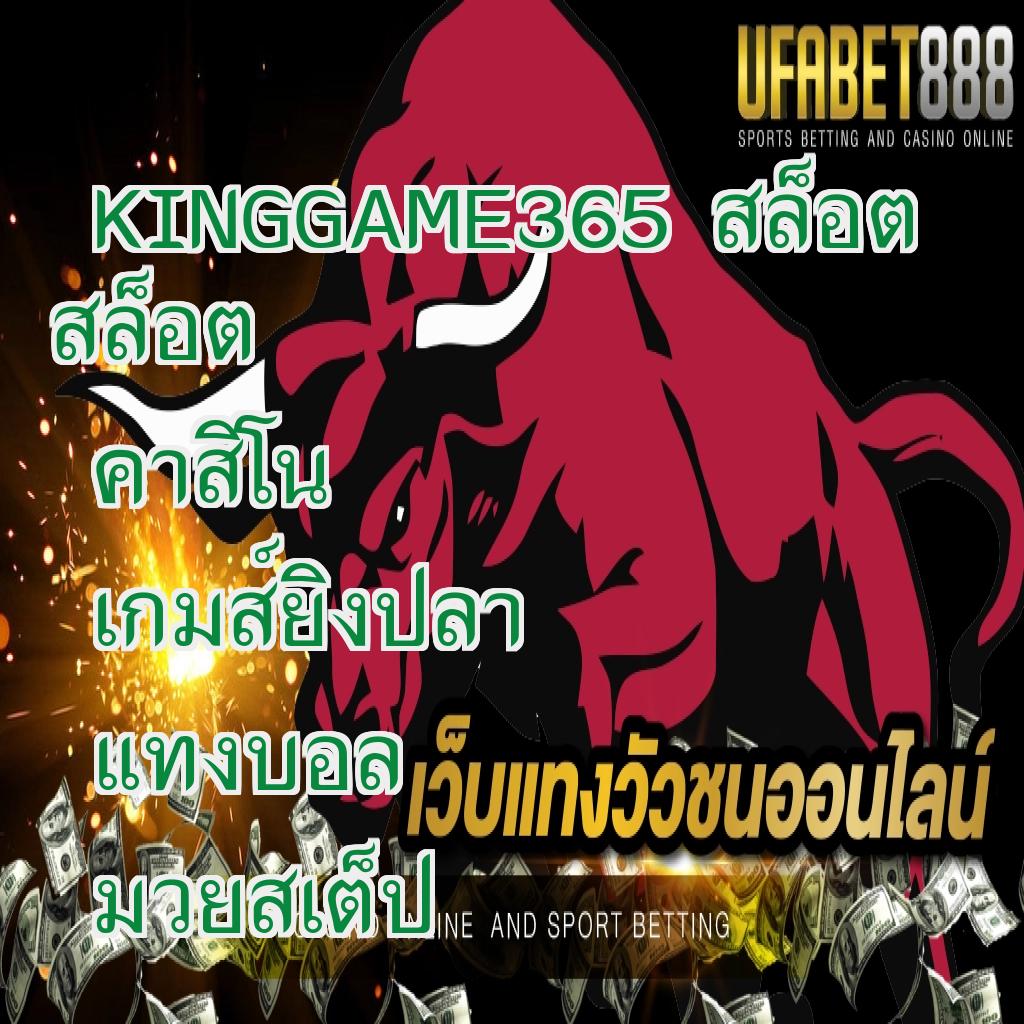 UFABET888
SPORTS BETTING AND CASINO ONLINE
KINGGAME365 สล็อต
สล็อต
คาสิโน
เกมส์ยิงปลา
แทงบอล
เว็บแทงวัวชนออนไลน์
มวยสเต็ป
AND SPORT BETTING